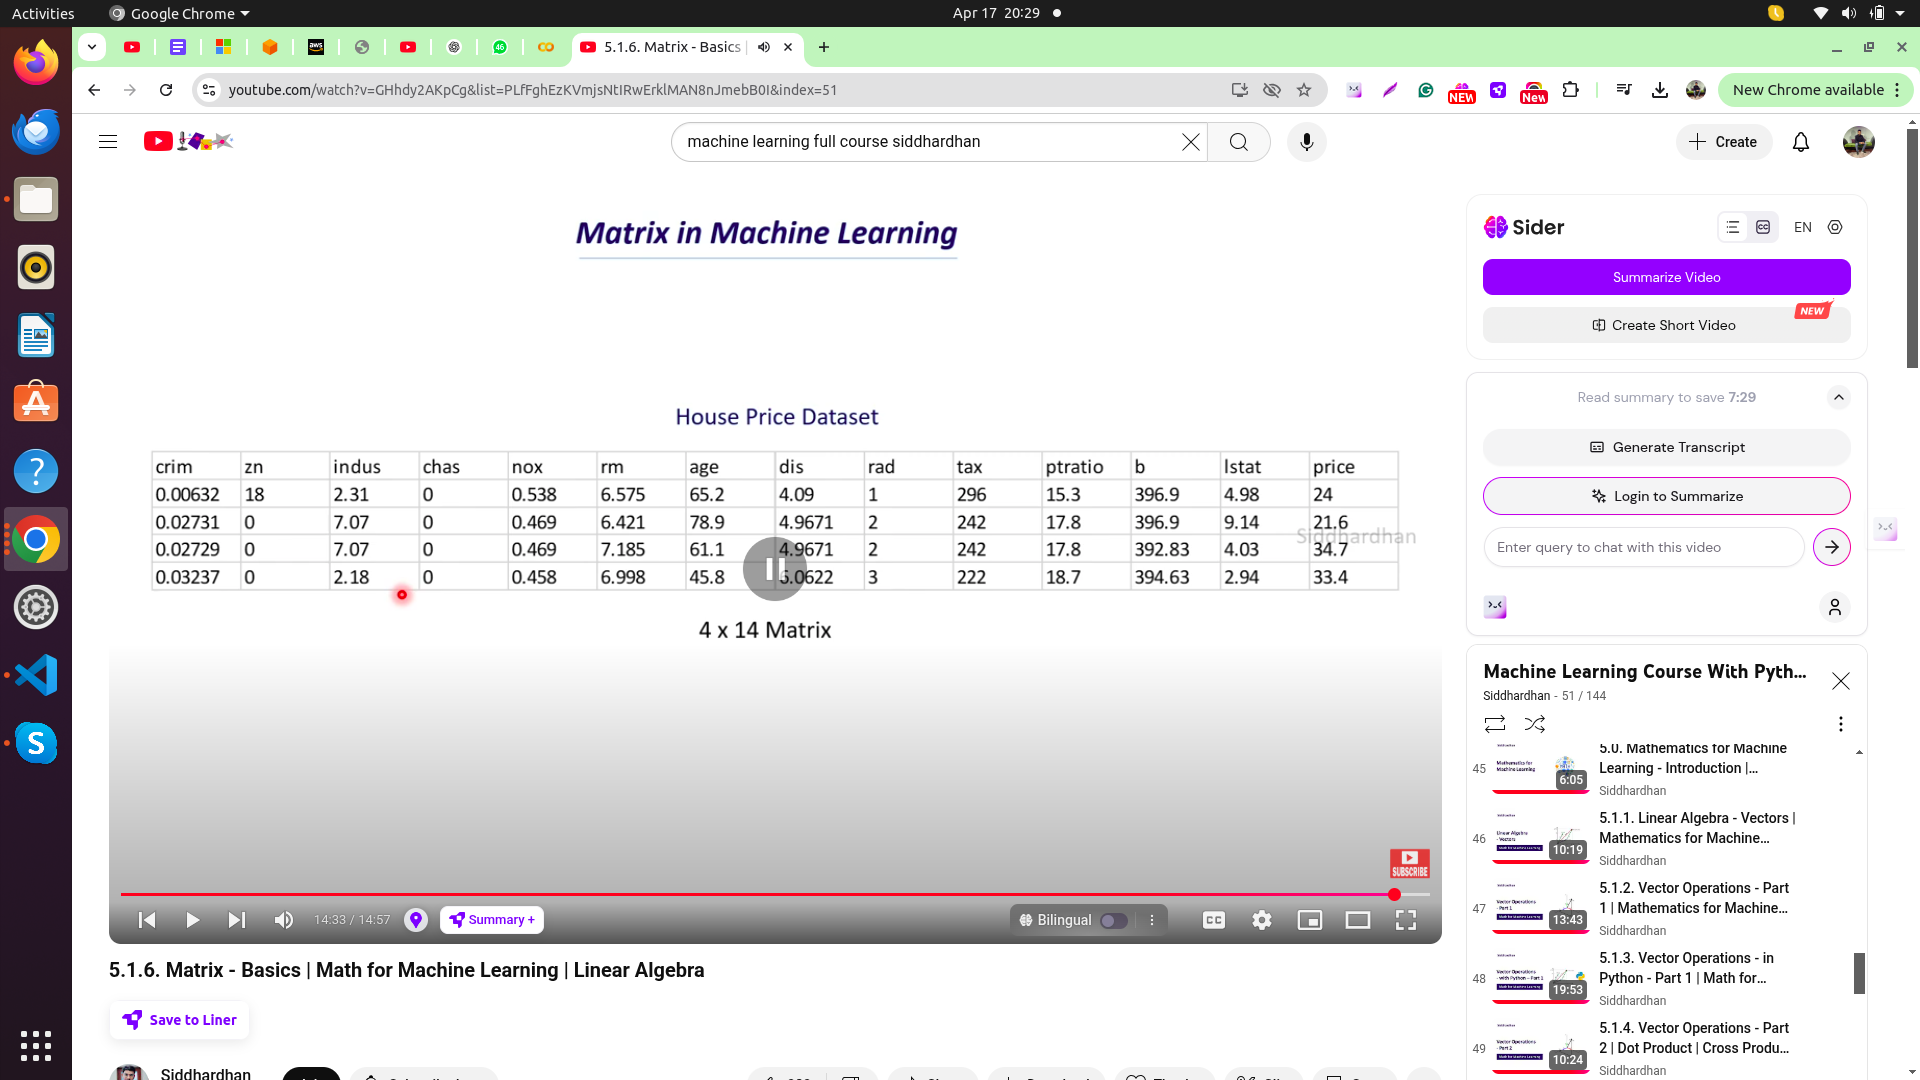 Activities
Google Chrome
Apr 17 20:29
5.1.6. Matrix - Basics |
youtube.com/watch?v=GHhdy2AKpCg&list=PLfFghEzKVmjsNtIRwErklMAN8nJmebB0I&index=51
NEW
New
New Chrome available
machine learning full course siddhardhan
Create
Matrix in Machine Learning
House Price Dataset
crim zn indus chas nox rm age dis rad tax ptratio b lstat price
0.00632 18 2.31 0 0.538 6.575 65.2 4.09 1 296 15.3 396.9 4.98 24
0.02731 0 7.07 0 0.469 6.421 78.9 4.9671 2 242 17.8 396.9 9.14 21.6
Siddhardhan
0.02729 0 7.07 0 0.469 7.185 61.1 4.9671 2 242 17.8 392.83 4.03 34.7
0.03237 0 2.18 0 0.458 6.998 45.8 6.0622 3 222 18.7 394.63 2.94 33.4
4 x 14 Matrix
SUBSCRIBE
14:33 / 14:57
Summary +
Bilingual
CC
5.1.6. Matrix - Basics | Math for Machine Learning | Linear Algebra
Save to Liner
Siddhardhan
Sider
EN
Summarize Video
NEW
Create Short Video
Read summary to save 7:29
Generate Transcript
Login to Summarize
Enter query to chat with this video
Machine Learning Course With Pyth...
Siddhardhan - 51 / 144
45
6:05
5.0. Mathematics for Machine
Learning - Introduction |...
Siddhardhan
46
10:19
5.1.1. Linear Algebra - Vectors |
Mathematics for Machine...
Siddhardhan
47
13:43
5.1.2. Vector Operations - Part
1 | Mathematics for Machine...
Siddhardhan
48
19:53
5.1.3. Vector Operations - in
Python - Part 1 | Math for...
Siddhardhan
49
10:24
5.1.4. Vector Operations - Part
2 | Dot Product | Cross Produ...
Siddhardhan